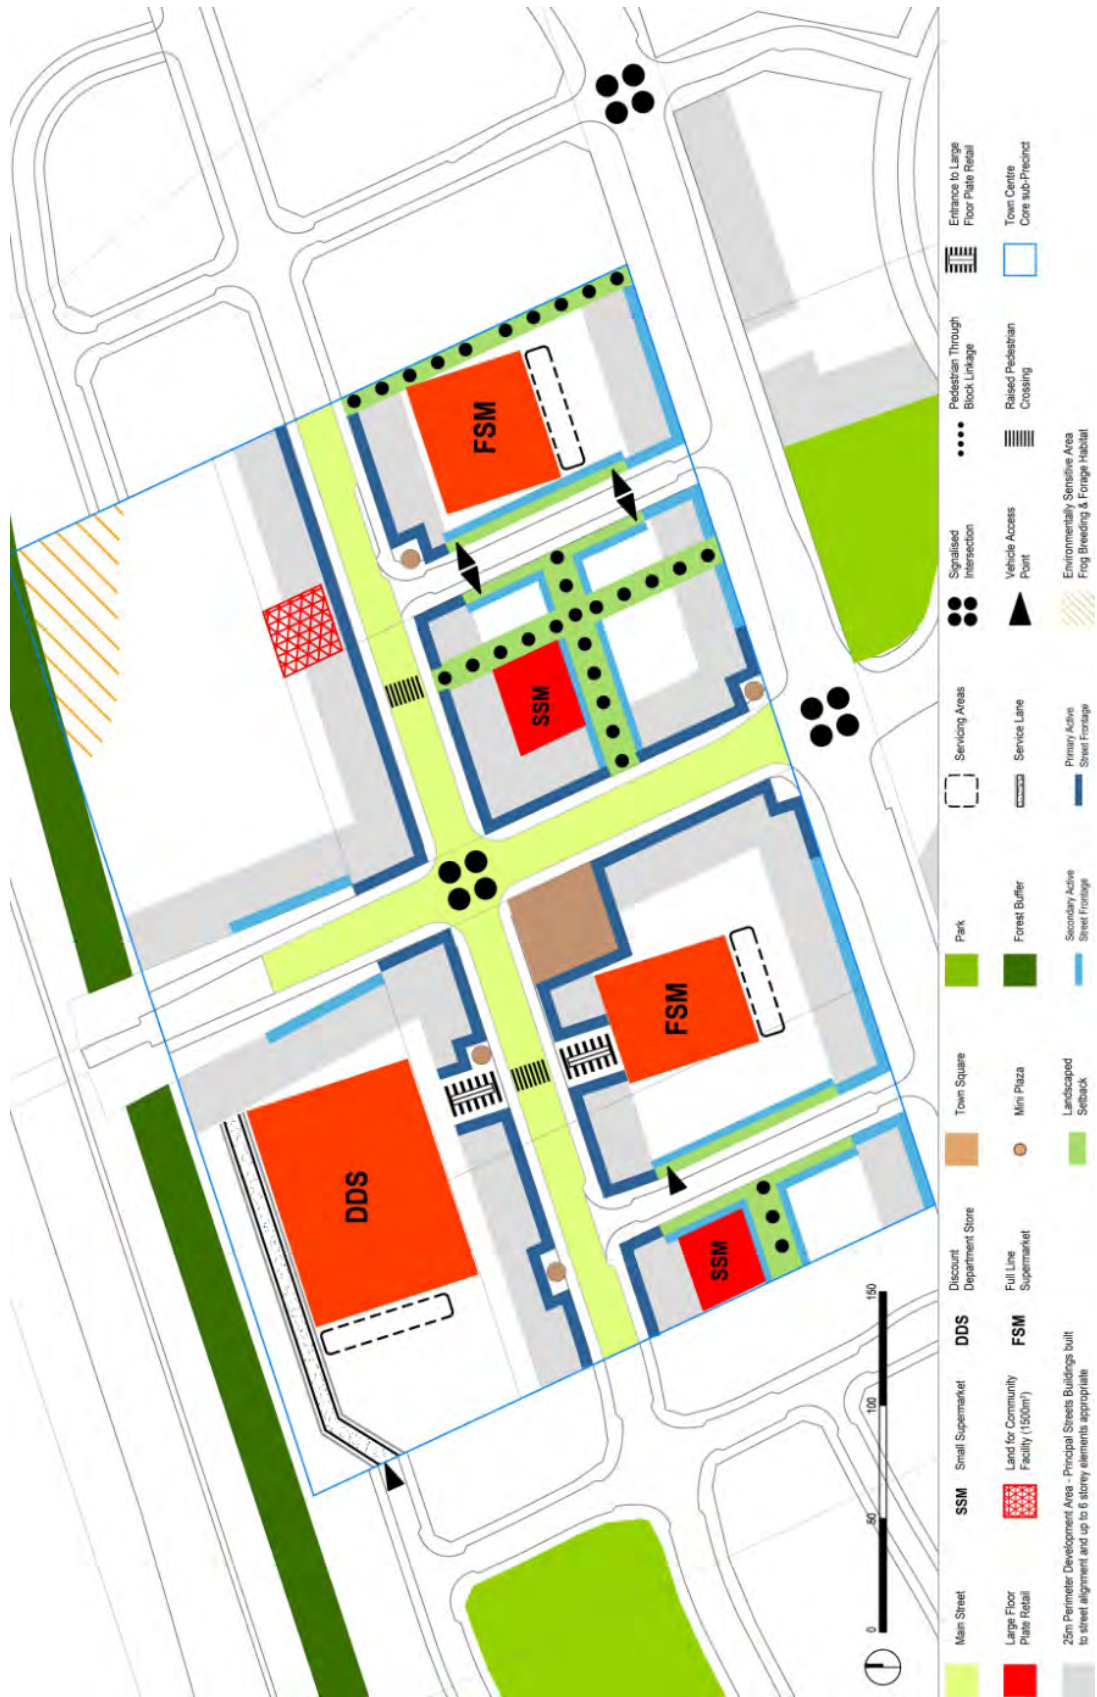 DDS
FSM
SSM
FSM
SSM
0 50 100 150
Main Street
SSM Small Supermarket
DDS Discount
Department Store
Town Square
Park
Servicing Areas
Signalised
Intersection
Pedestrian Through
Block Linkage
Entrance to Large
Floor Plate Retail
Large Floor
Plate Retail
Land for Community
Facility (1500m²)
FSM Full Line
Supermarket
Mini Plaza
Forest Buffer
Service Lane
Vehicle Access
Point
Raised Pedestrian
Crossing
Town Centre
Core sub-Precinct
25m Perimeter Development Area - Principal Streets Buildings built
to street alignment and up to 6 storey elements appropriate
Landscaped
Setback
Secondary Active
Street Frontage
Primary Active
Street Frontage
Environmentally Sensitive Area
Frog Breeding & Forage Habitat